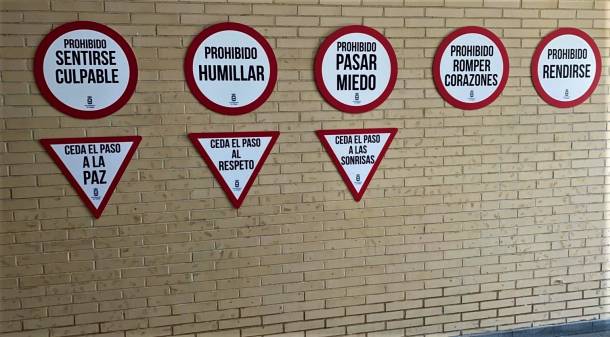 PROHIBIDO
SENTIRSE
CULPABLE
PROHIBIDO
HUMILLAR
PROHIBIDO
PASAR
MIEDO
PROHIBIDO
ROMPER
CORAZONES
PROHIBIDO
RENDIRSE
CEDA EL PASO
A LA
PAZ
CEDA EL PASO
AL
RESPETO
CEDA EL PASO
A LAS
SONRISAS